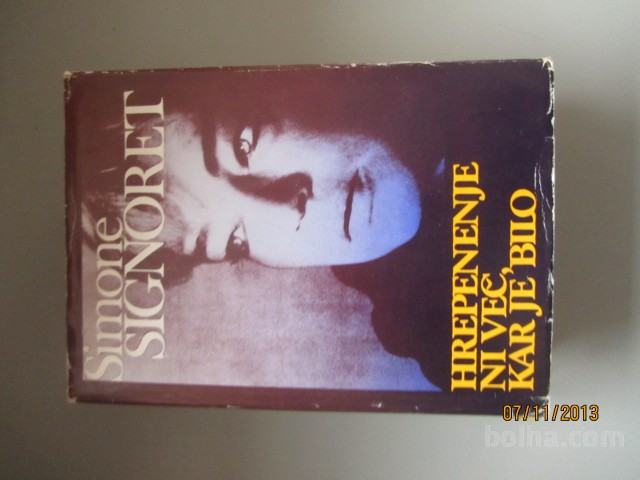 Simone
SIGNORET
HREPENENJE
NI VEČ,
KAR JE BILO
07/11/2013
bolha.com